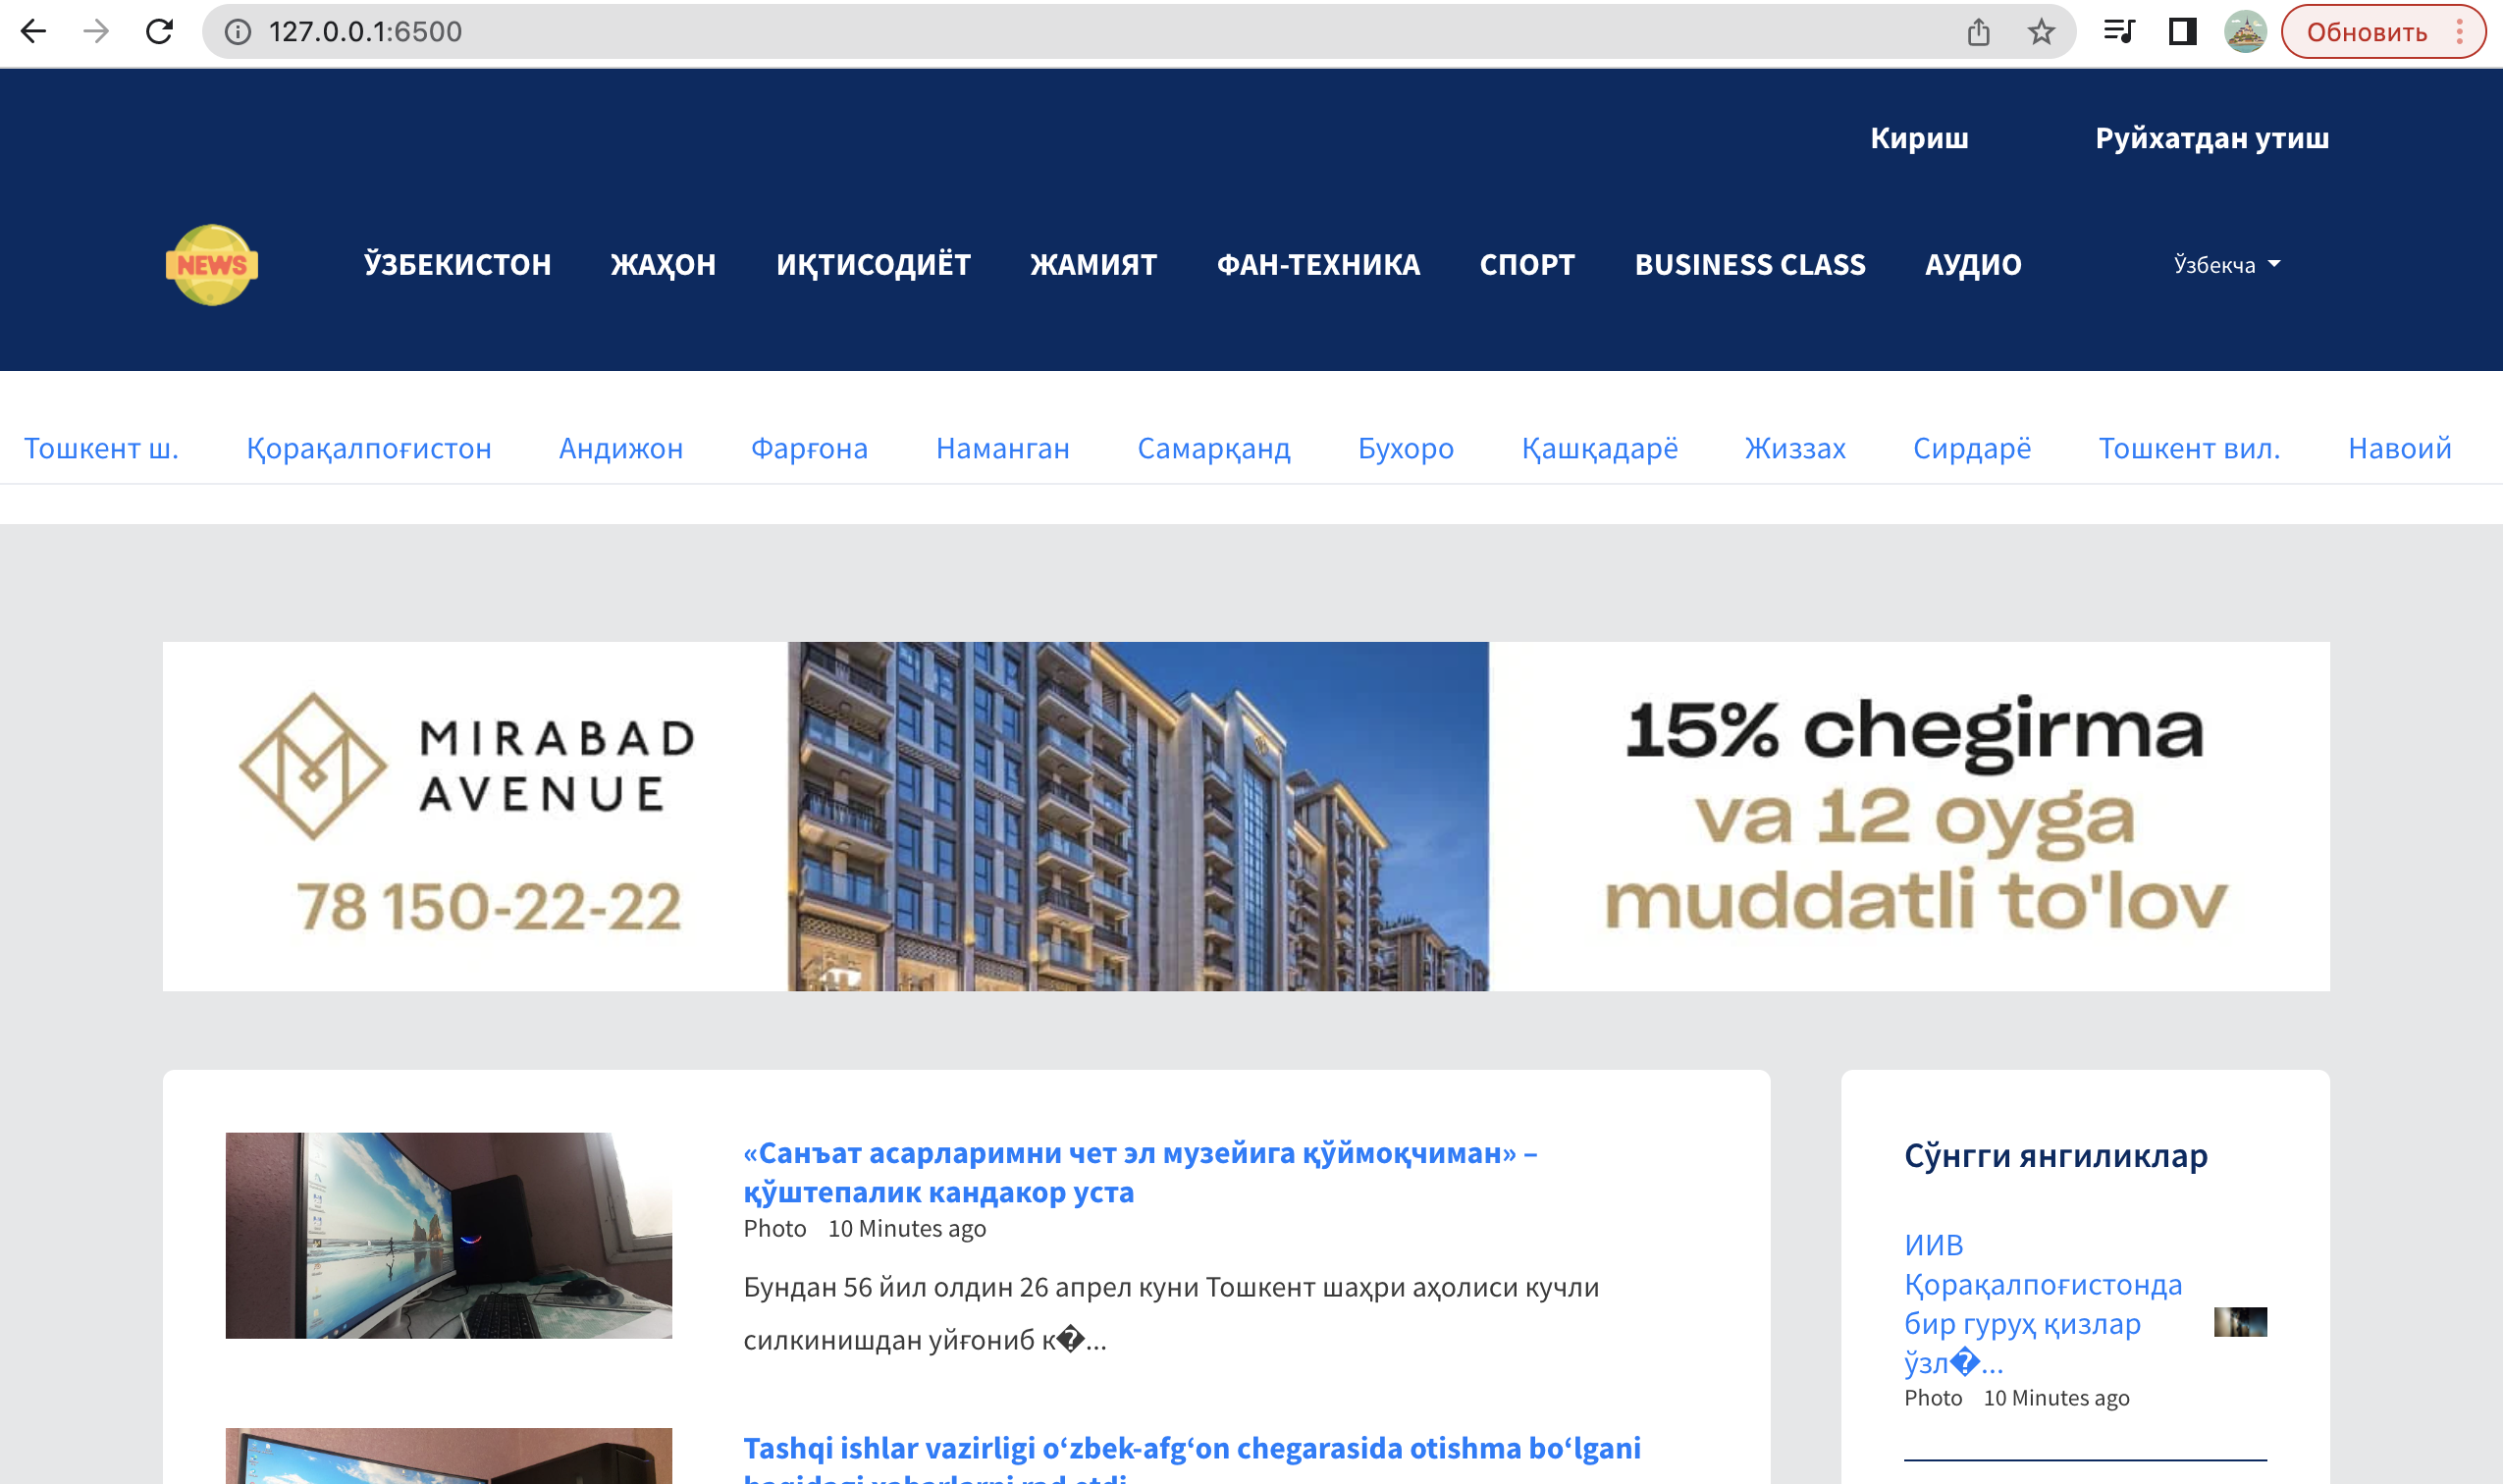 127.0.0.1:6500
Обновить
Кириш Руйхатдан утиш
NEWS
ЎЗБЕКИСТОН ЖАҲОН ИҚТИСОДИЁТ ЖАМИЯТ ФАН-ТЕХНИКА СПОРТ BUSINESS CLASS АУДИО Ўзбекча
Тошкент ш. Қорақалпоғистон Андижон Фарғона Наманган Самарқанд Бухоро Қашқадарё Жиззах Сирдарё Тошкент вил. Навоий
MIRABAD
AVENUE
78 150-22-22
15% chegirma
va 12 oyga
muddatli to'lov
«Санъат асарларимни чет эл музейига қўймоқчиман» –
қўштепалик кандакор уста
Photo 10 Minutes ago
Бундан 56 йил олдин 26 апрел куни Тошкент шаҳри аҳолиси кучли
силкинишдан уйғониб к�...
Tashqi ishlar vazirligi o‘zbek-afg‘on chegarasida otishma bo‘lgani
haqidagi xabarlarni rad etdi
Сўнгги янгиликлар
ИИВ
Қорақалпоғистонда
бир гуруҳ қизлар
ўзл�...
Photo 10 Minutes ago